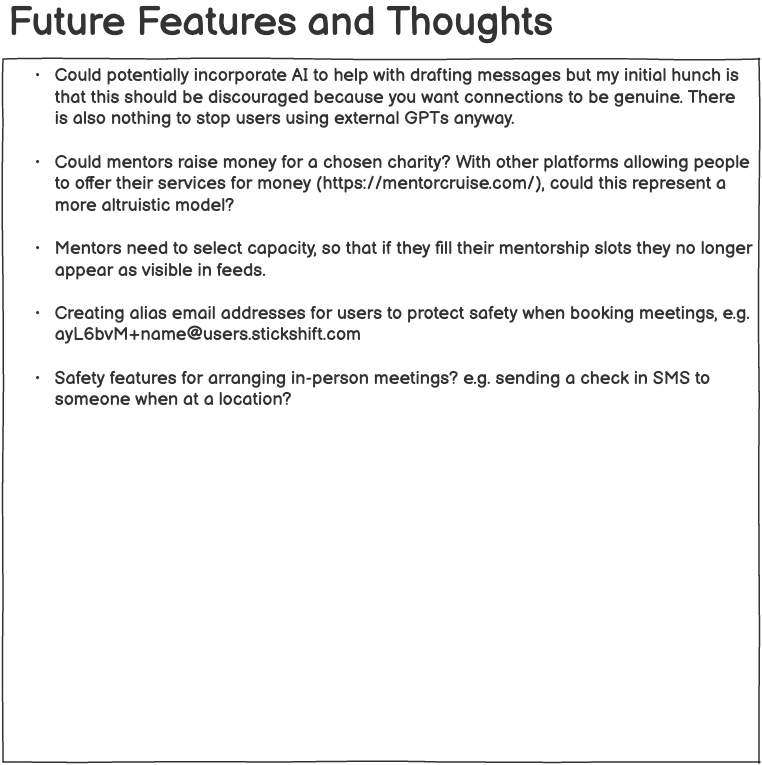 Future Features and Thoughts
• Could potentially incorporate AI to help with drafting messages but my initial hunch is
that this should be discouraged because you want connections to be genuine. There
is also nothing to stop users using external GPTs anyway.
• Could mentors raise money for a chosen charity? With other platforms allowing people
to offer their services for money (https://mentorcruise.com/), could this represent a
more altruistic model?
• Mentors need to select capacity, so that if they fill their mentorship slots they no longer
appear as visible in feeds.
• Creating alias email addresses for users to protect safety when booking meetings, e.g.
ayL6bvM+name@users.stickshift.com
• Safety features for arranging in-person meetings? e.g. sending a check in SMS to
someone when at a location?